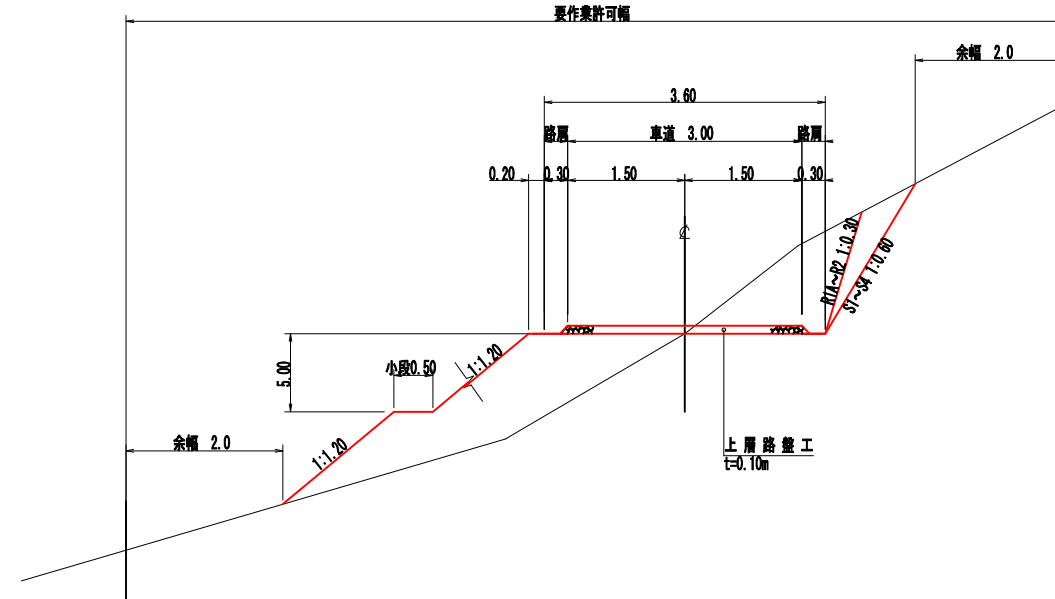 要作業許可幅
余幅 2.0
3.60
路肩
車道 3.00
路肩
0.20
0.30
1.50
1.50
0.30
℄
R1A~R2 1:0.30
S1~S4 1:0.60
5.00
小段0.50
1:1.20
余幅 2.0
1:1.20
上層路盤工
t=0.10m